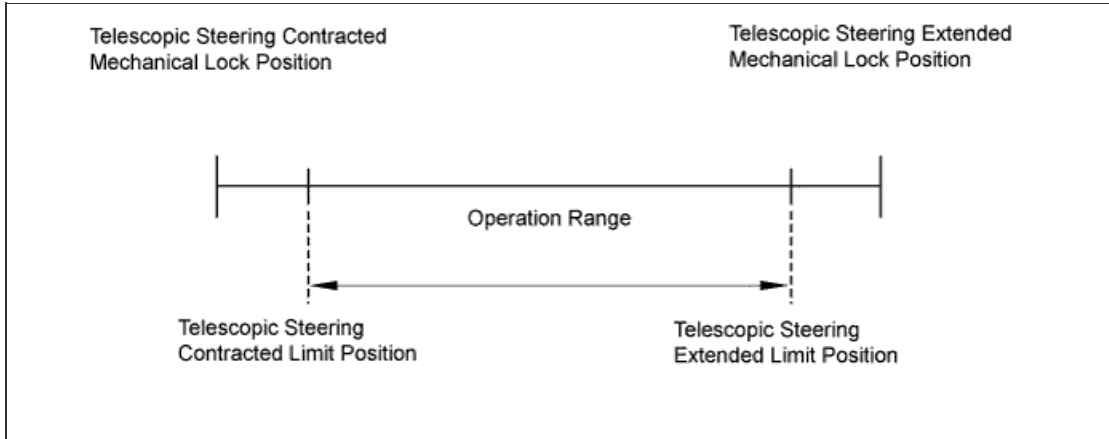 Telescopic Steering Contracted
Mechanical Lock Position
Telescopic Steering Extended
Mechanical Lock Position
Operation Range
Telescopic Steering
Contracted Limit Position
Telescopic Steering
Extended Limit Position